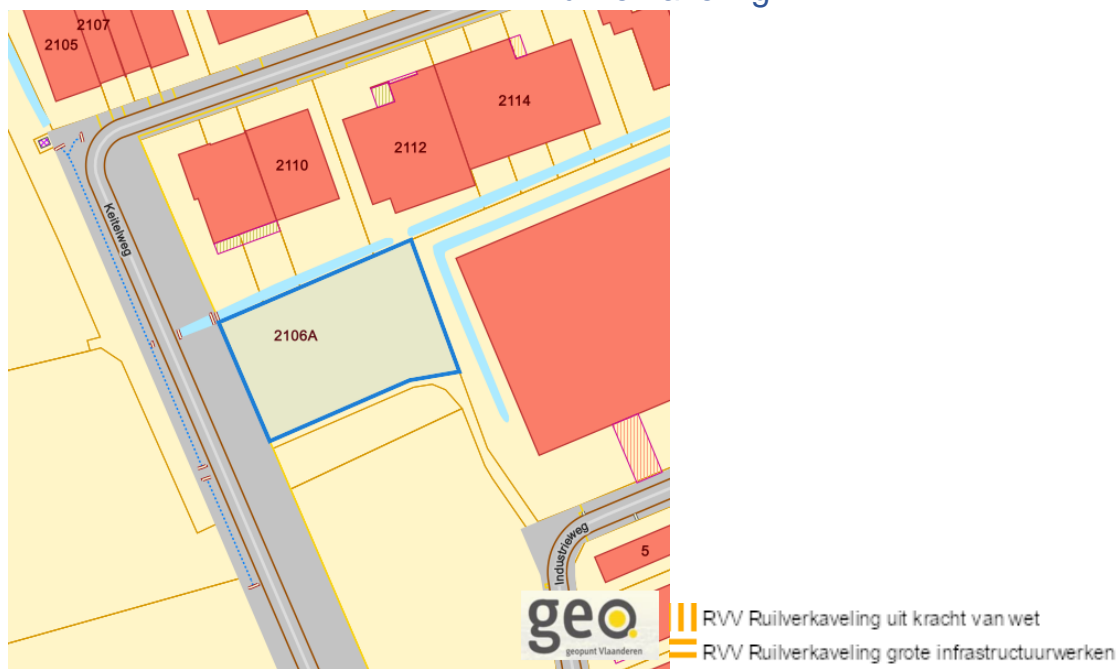 2107
2105
2114
2112
2110
Keitelweg
2106A
Industrieweg
5
geo.
geopunt Vlaanderen
RVV Ruilverkaveling uit kracht van wet
RVV Ruilverkaveling grote infrastructuurwerken